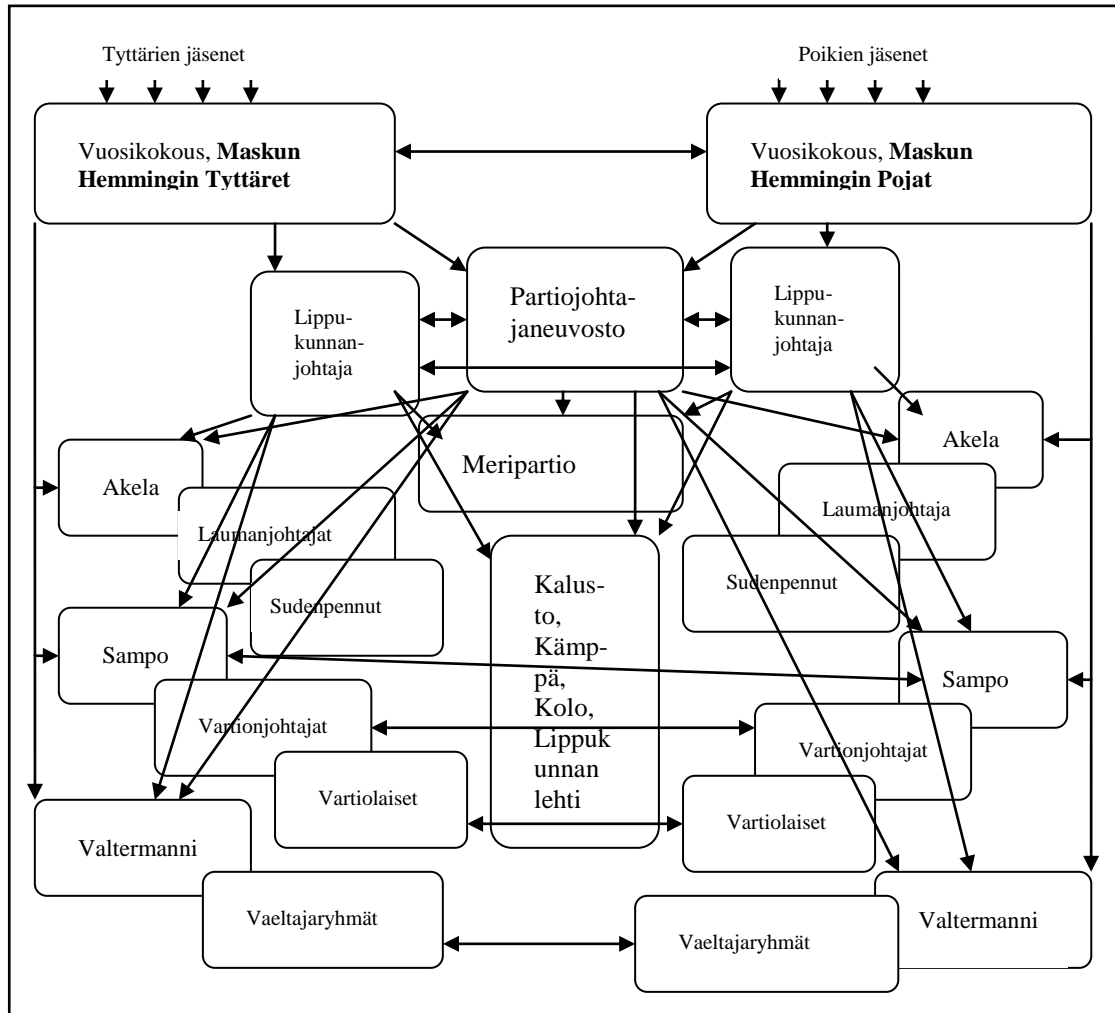 Tyttärien jäsenet
Poikien jäsenet
Vuosikokous, Maskun
Hemmingin Tyttäret
Vuosikokous, Maskun
Hemmingin Pojat
Lippu-
kunnan-
johtaja
Partiojohta-
janeuvosto
Lippu-
kunnan-
johtaja
Akela
Meripartio
Akela
Laumanjohtajat
Laumanjohtaja
Sudenpennut
Sudenpennut
Kalus-
to,
Kämp-
pä,
Kolo,
Lippuk
unnan
lehti
Sampo
Sampo
Vartionjohtajat
Vartionjohtajat
Vartiolaiset
Vartiolaiset
Valtermanni
Valtermanni
Vaeltajaryhmät
Vaeltajaryhmät